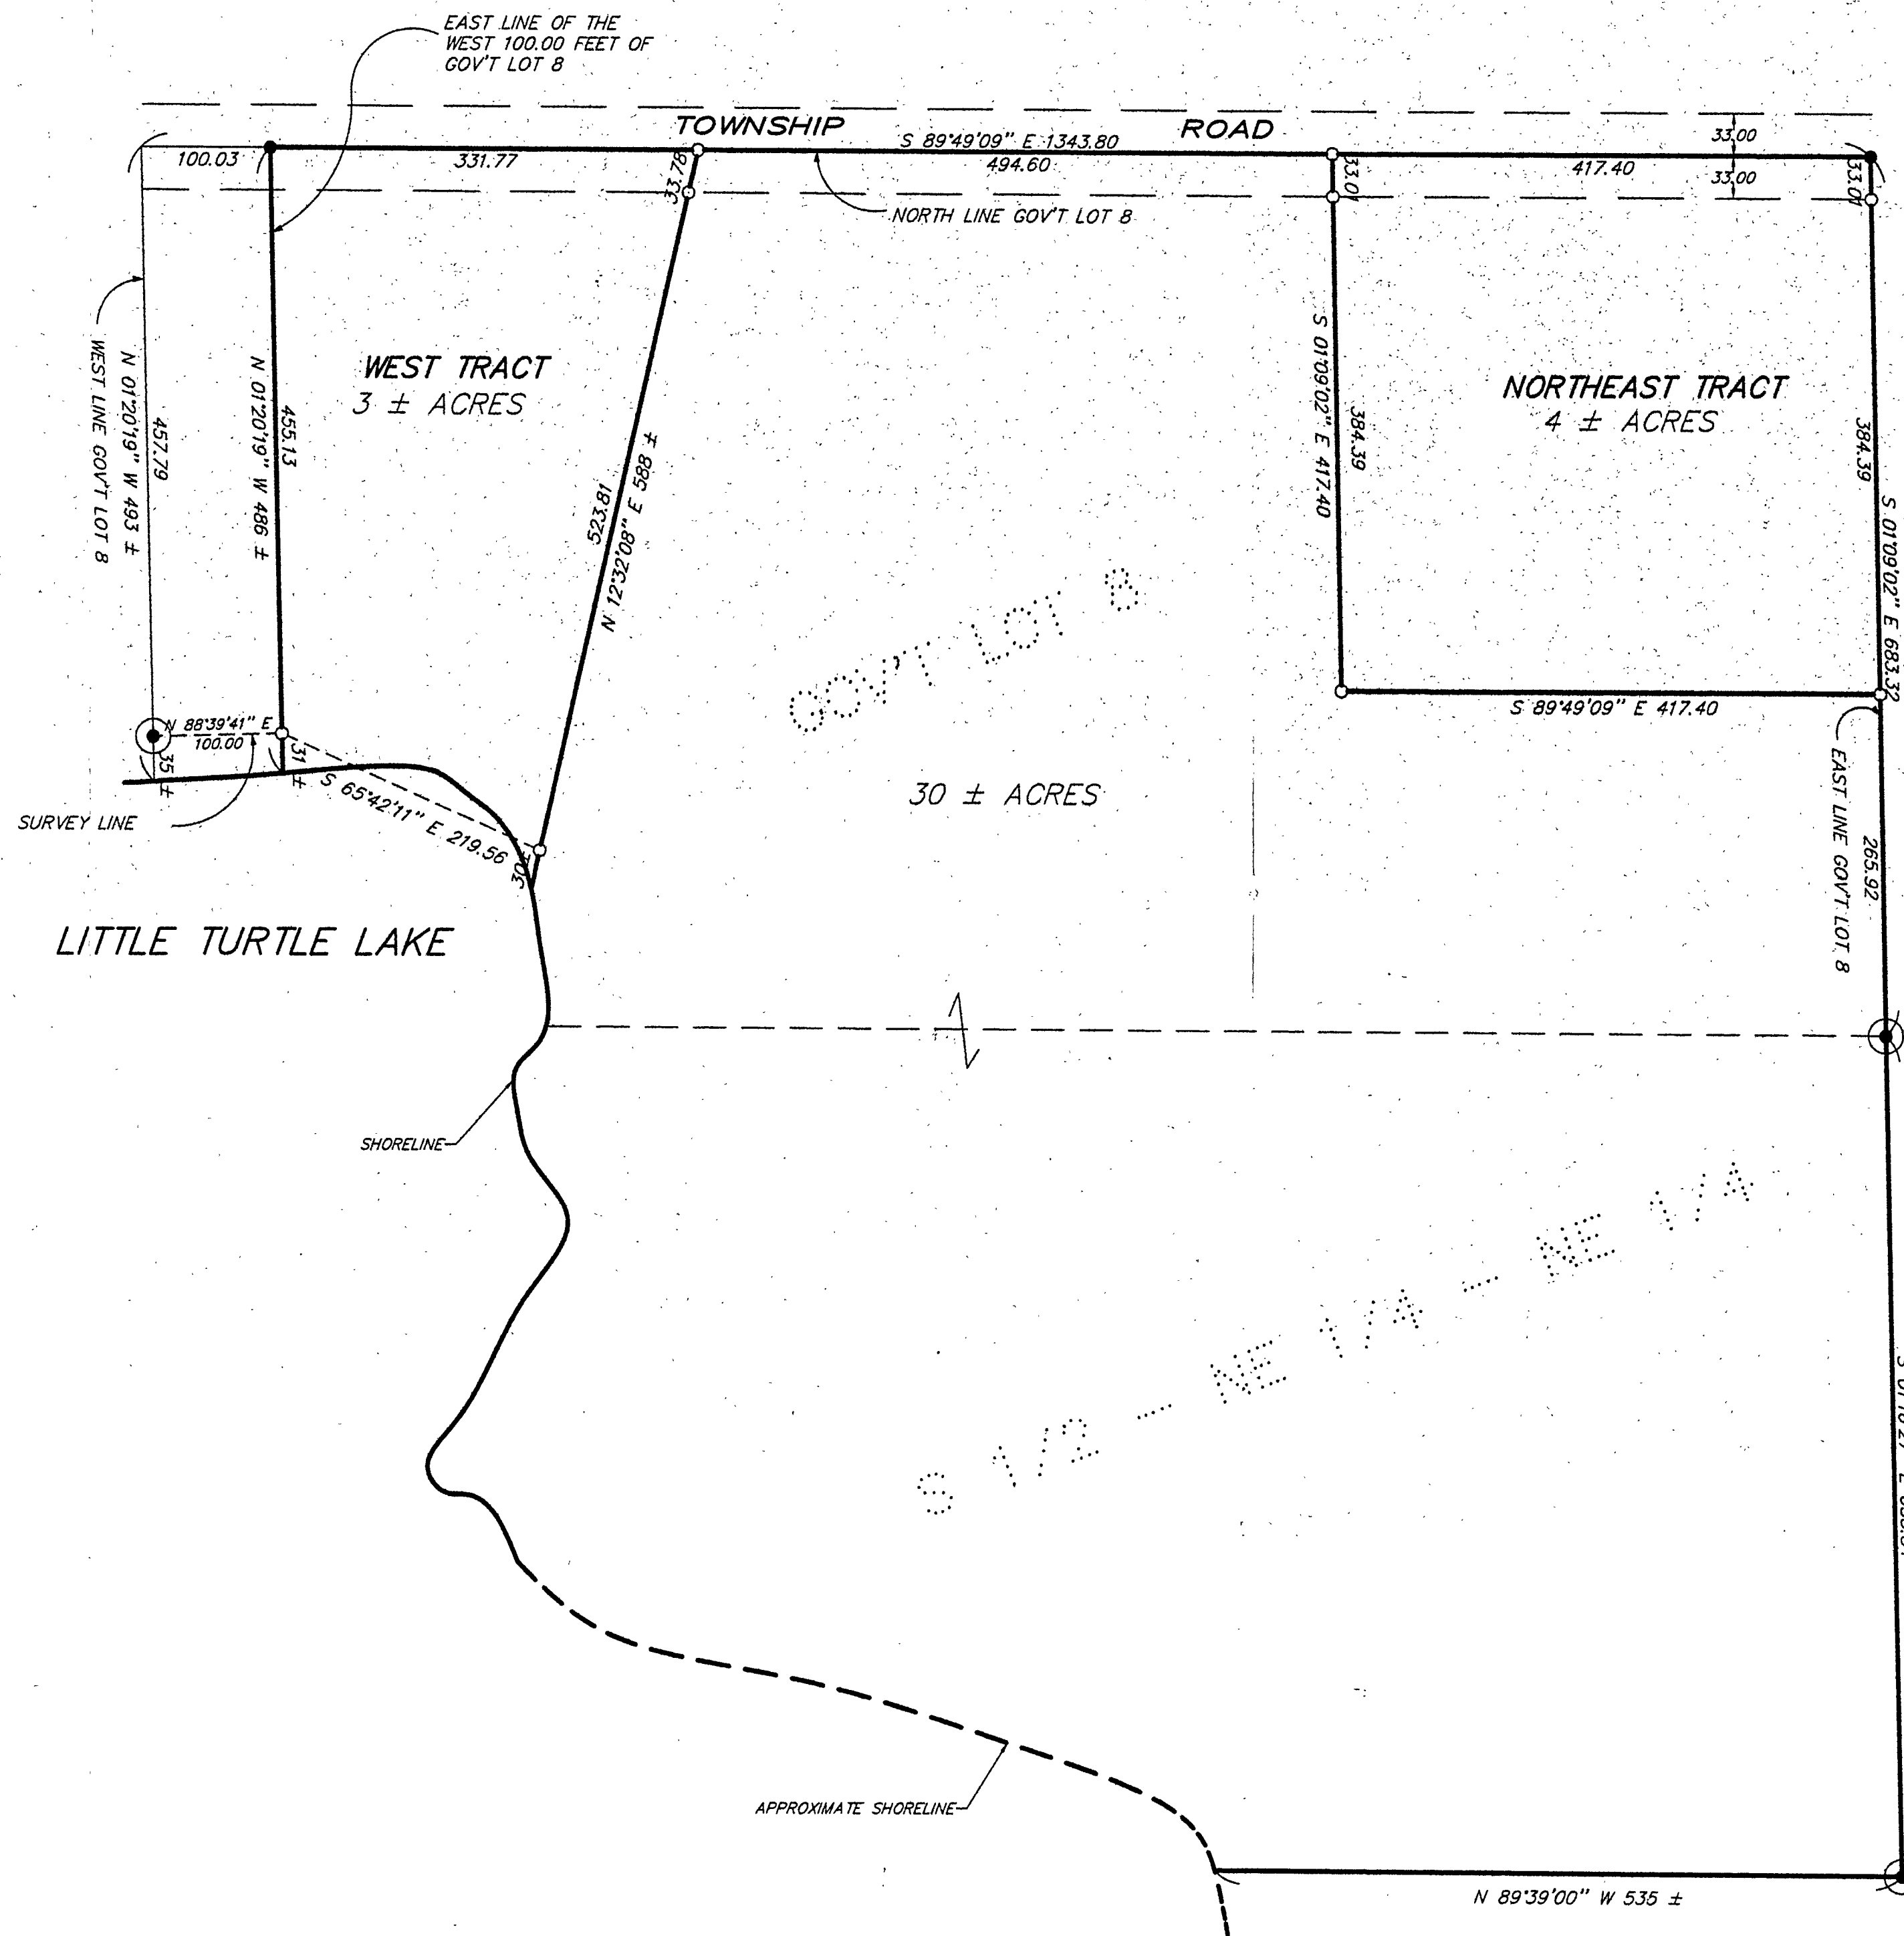 EAST LINE OF THE
WEST 100.00 FEET OF
GOV'T LOT 8
TOWNSHIP ROAD
S 89°49'09" E 1343.80
33.00
100.03
331.77
494.60
417.40
33.00
33.78
33.01
33.01
NORTH LINE GOV'T LOT 8
WEST LINE GOV'T LOT 8
N 01°20'19" W 493 ±
457.79
N 01°20'19" W 486 ±
455.13
WEST TRACT
3 ± ACRES
523.81
N 12°32'08" E 588 ±
S 01°09'02" E 417.40
384.39
NORTHEAST TRACT
4 ± ACRES
384.39
S 01°09'02" E 683.32
GOV'T LOT 8
S 89°49'09" E 417.40
N 88°39'41" E
100.00
35 ±
31 ±
S 65°42'11" E 219.56
30±
SURVEY LINE
30 ± ACRES
EAST LINE GOV'T LOT 8
265.92
LITTLE TURTLE LAKE
SHORELINE
S 1/2 - NE 1/4 - NE 1/4
APPROXIMATE SHORELINE
N 89°39'00" W 535 ±